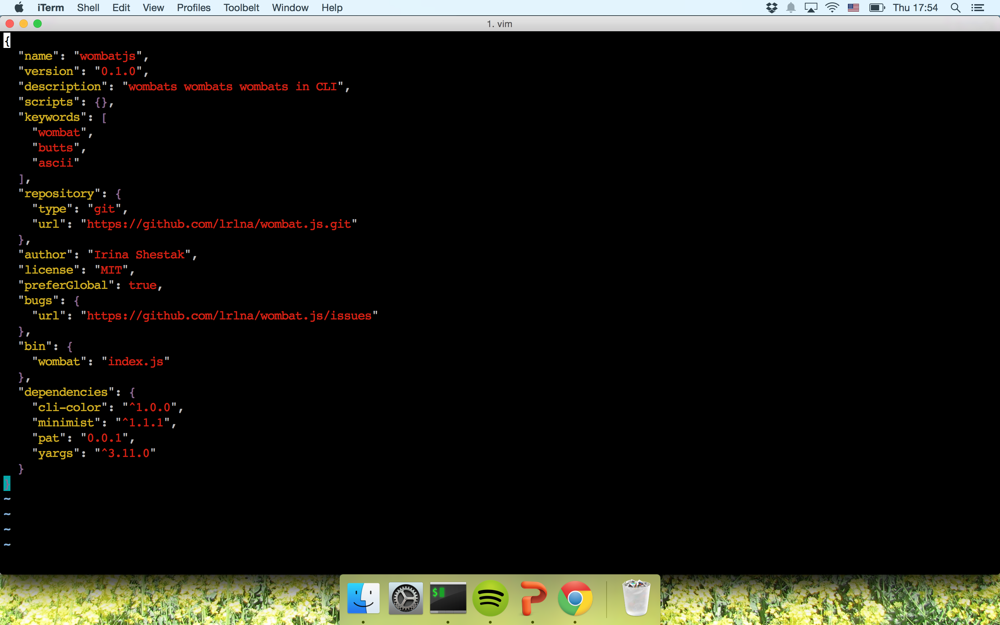 iTerm Shell Edit View Profiles Toolbelt Window Help Thu 17:54
1. vim
{
  "name": "wombatjs",
  "version": "0.1.0",
  "description": "wombats wombats wombats in CLI",
  "scripts": {},
  "keywords": [
    "wombat",
    "butts",
    "ascii"
  ],
  "repository": {
    "type": "git",
    "url": "https://github.com/lrlna/wombat.js.git"
  },
  "author": "Irina Shestak",
  "license": "MIT",
  "preferGlobal": true,
  "bugs": {
    "url": "https://github.com/lrlna/wombat.js/issues"
  },
  "bin": {
    "wombat": "index.js"
  },
  "dependencies": {
    "cli-color": "^1.0.0",
    "minimist": "^1.1.1",
    "pat": "0.0.1",
    "yargs": "^3.11.0"
  }
}
~
~
~
~
$